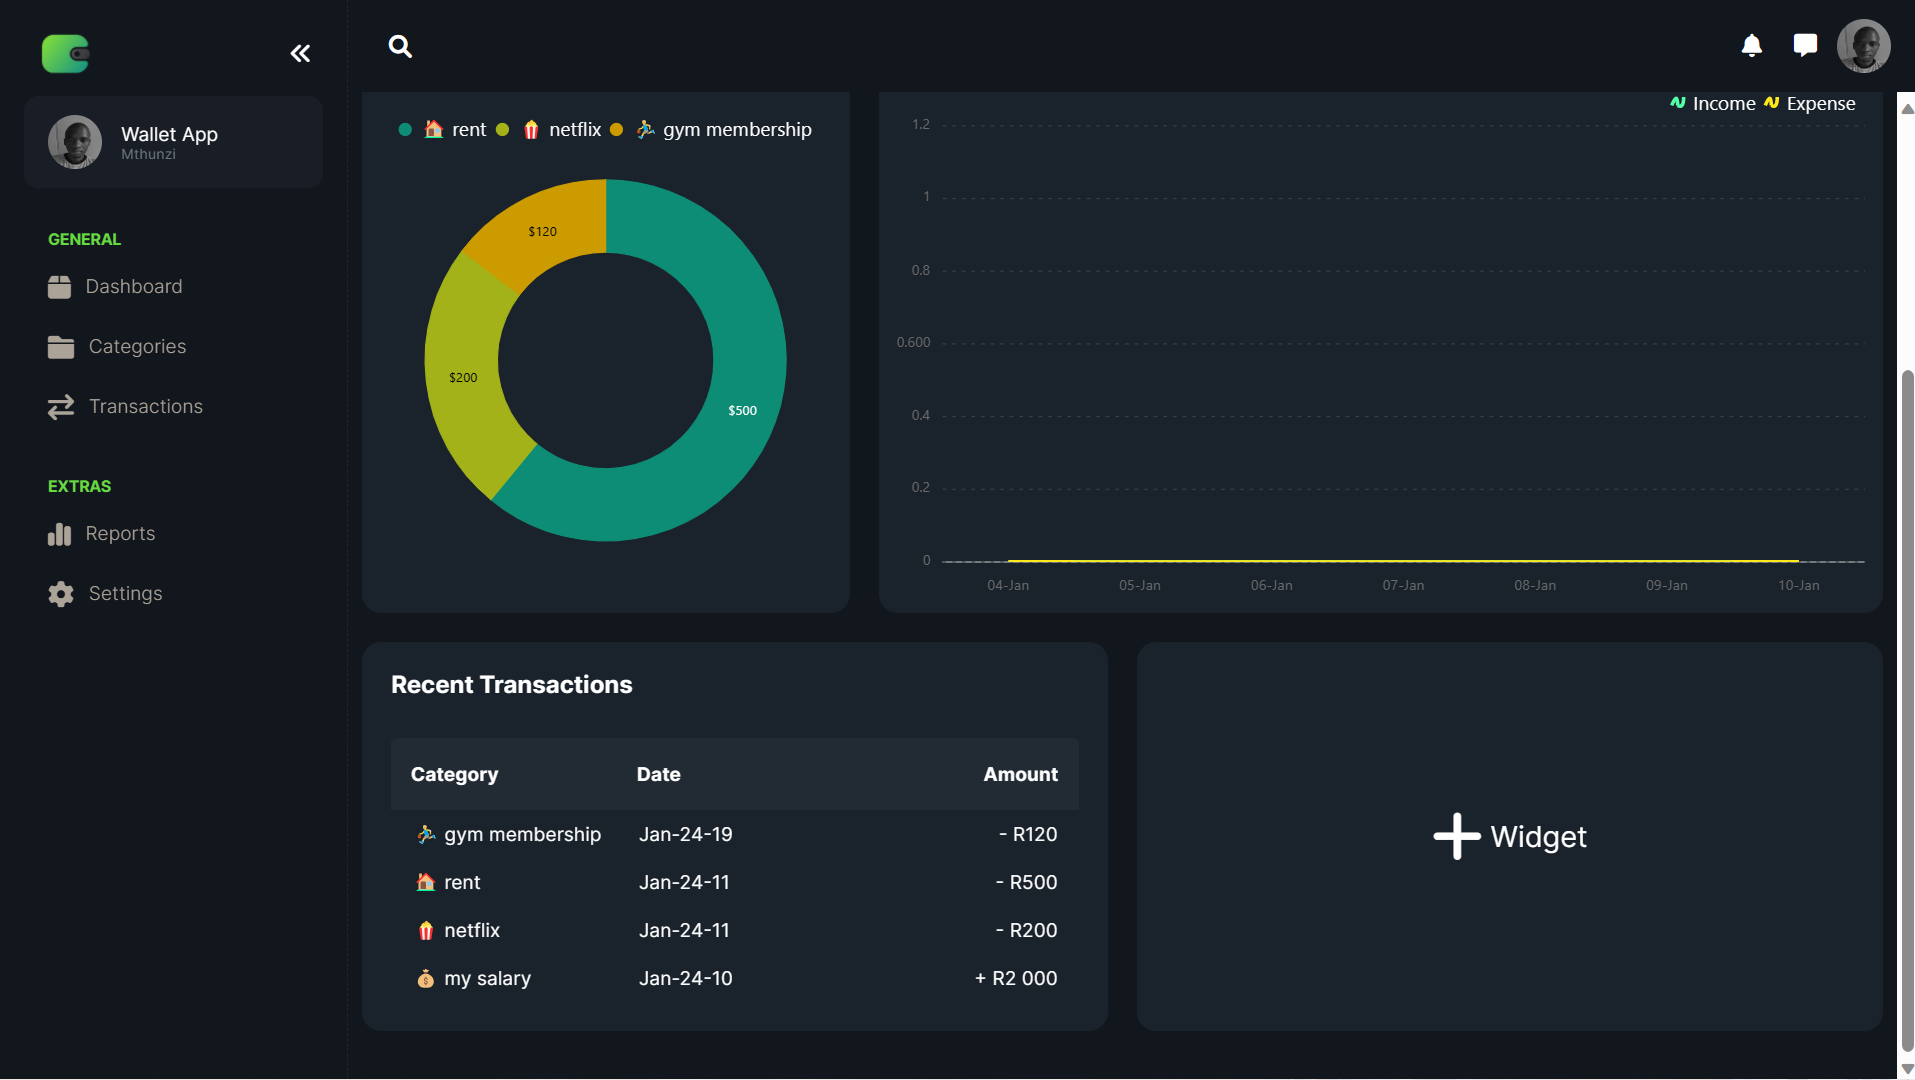 Wallet App
Mthunzi
GENERAL
Dashboard
Categories
Transactions
EXTRAS
Reports
Settings
rent netflix gym membership
$120
$200
$500
Income Expense
1.2
1
0.8
0.600
0.4
0.2
0
04-Jan 05-Jan 06-Jan 07-Jan 08-Jan 09-Jan 10-Jan
Recent Transactions
Category Date Amount
gym membership Jan-24-19 - R120
rent Jan-24-11 - R500
netflix Jan-24-11 - R200
my salary Jan-24-10 + R2 000
Widget